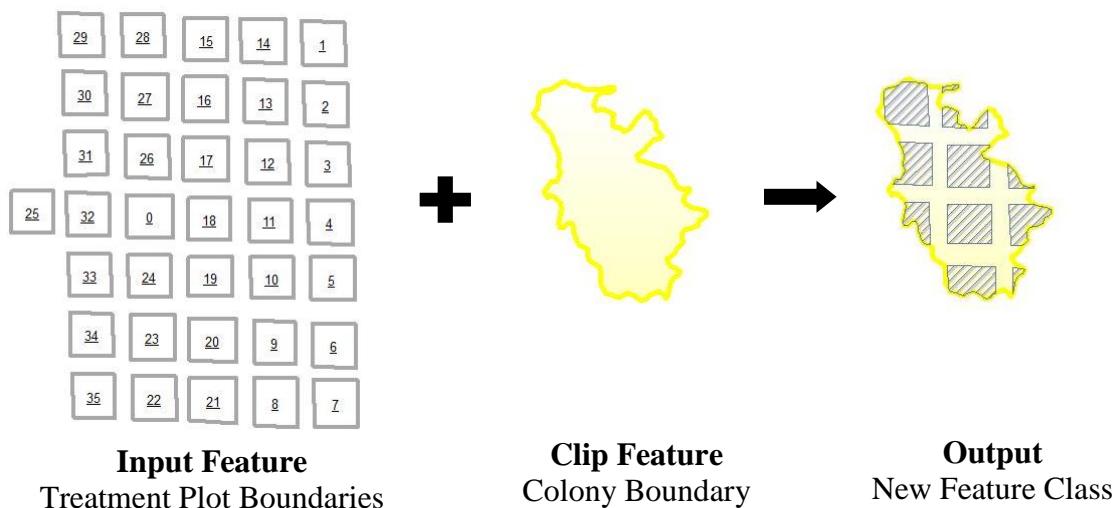 29 28 15 14 1
30 27 16 13 2
31 26 17 12 3
25 32 0 18 11 4
33 24 19 10 5
34 23 20 9 6
35 22 21 8 7
Input Feature
Treatment Plot Boundaries
Clip Feature
Colony Boundary
Output
New Feature Class